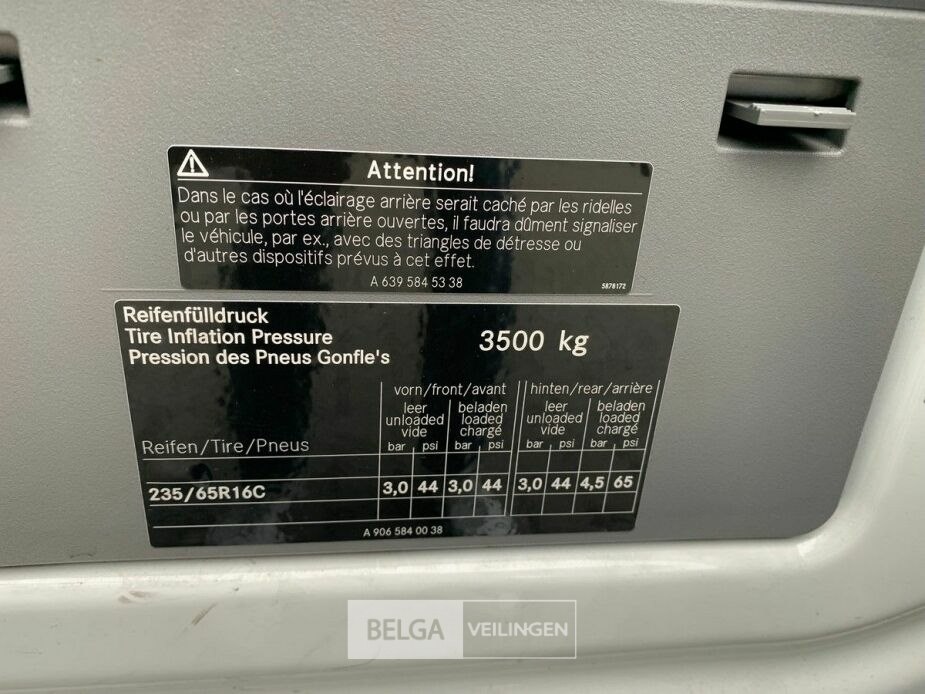 Attention!
Dans le cas où l'éclairage arrière serait caché par les ridelles
ou par les portes arrière ouvertes, il faudra dûment signaliser
le véhicule, par ex., avec des triangles de détresse ou
d'autres dispositifs prévus à cet effet.
A 639 584 53 38
5878172
Reifenfülldruck
Tire Inflation Pressure
Pression des Pneus Gonfle's
3500 kg
vorn/front/avant hinten/rear/arrière
leer beladen leer beladen
unloaded loaded unloaded loaded
vide chargé vide chargé
Reifen/Tire/Pneus bar psi bar psi bar psi bar psi
235/65R16C 3,0 44 3,0 44 3,0 44 4,5 65
A 906 584 00 38
BELGA VEILINGEN